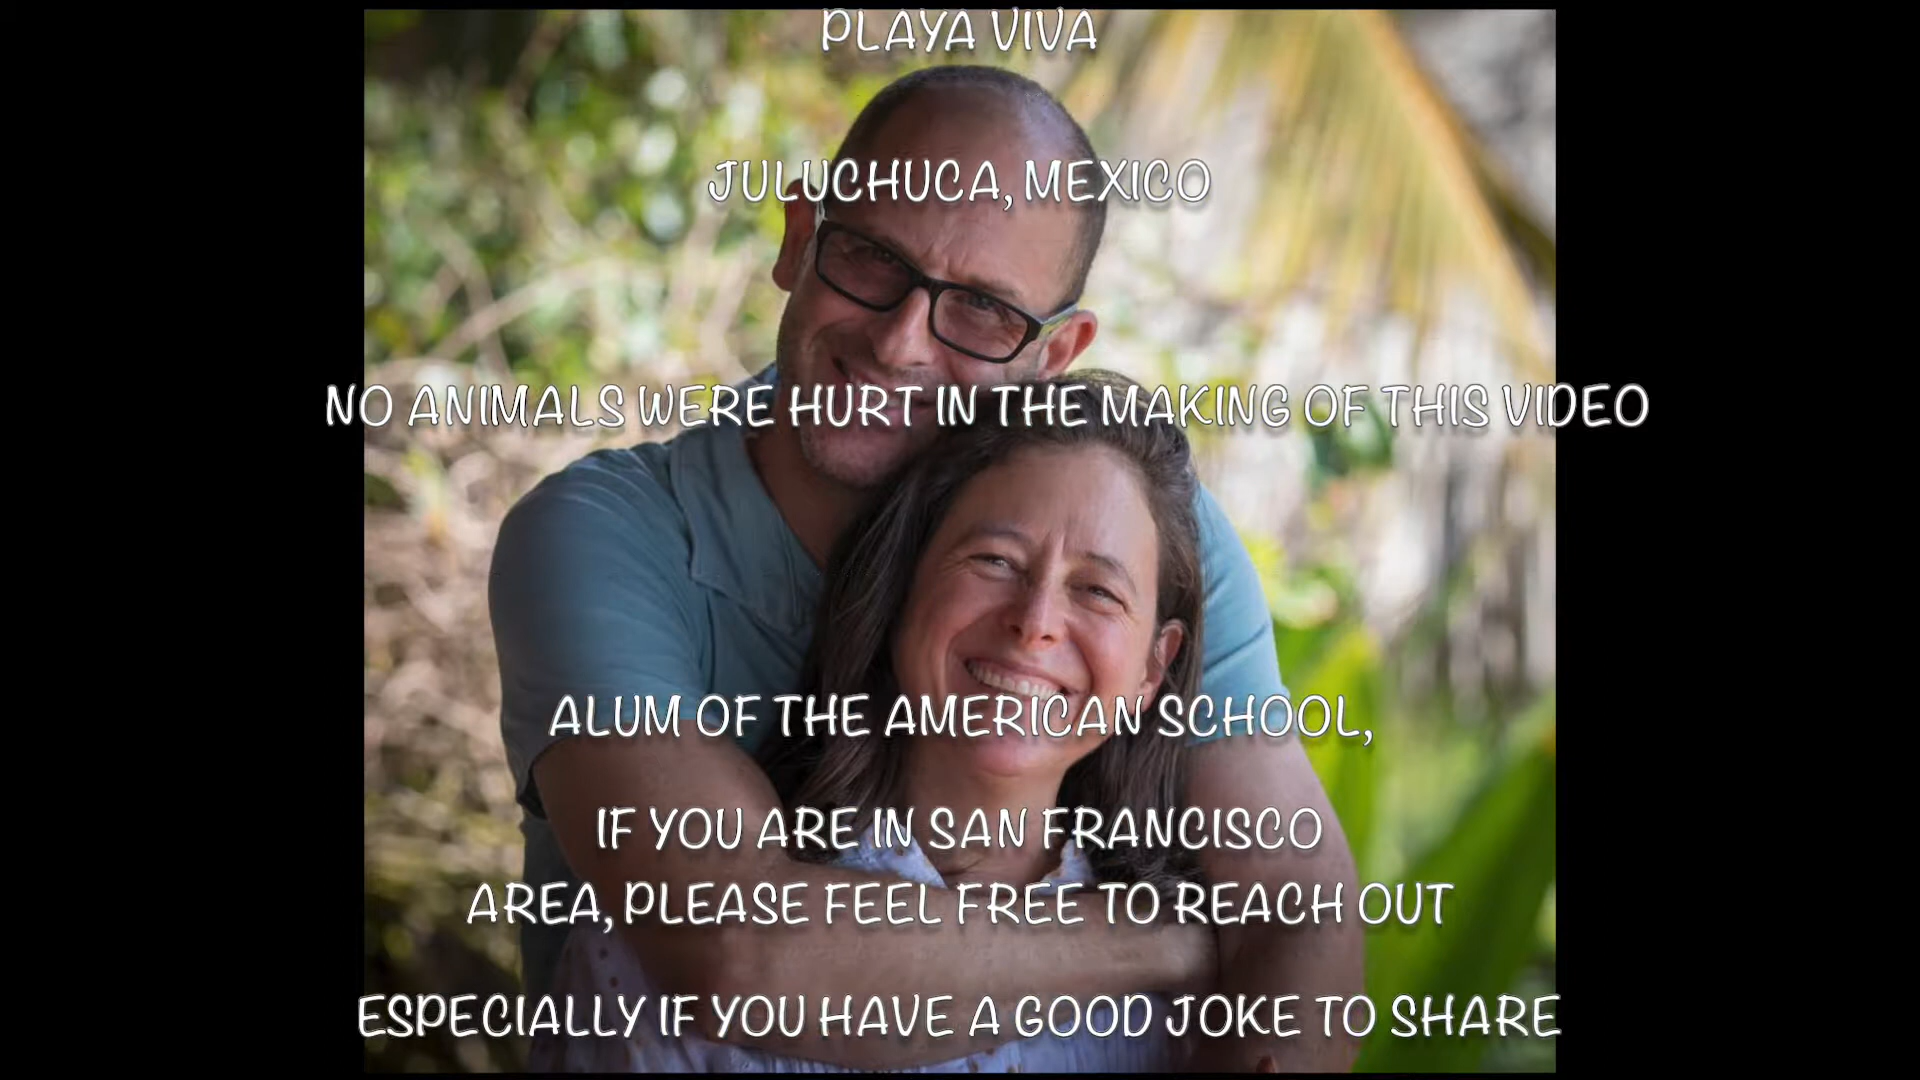 PLAYA VIVA
JULUCHUCA, MEXICO
NO ANIMALS WERE HURT IN THE MAKING OF THIS VIDEO
ALUM OF THE AMERICAN SCHOOL,
IF YOU ARE IN SAN FRANCISCO
AREA, PLEASE FEEL FREE TO REACH OUT
ESPECIALLY IF YOU HAVE A GOOD JOKE TO SHARE